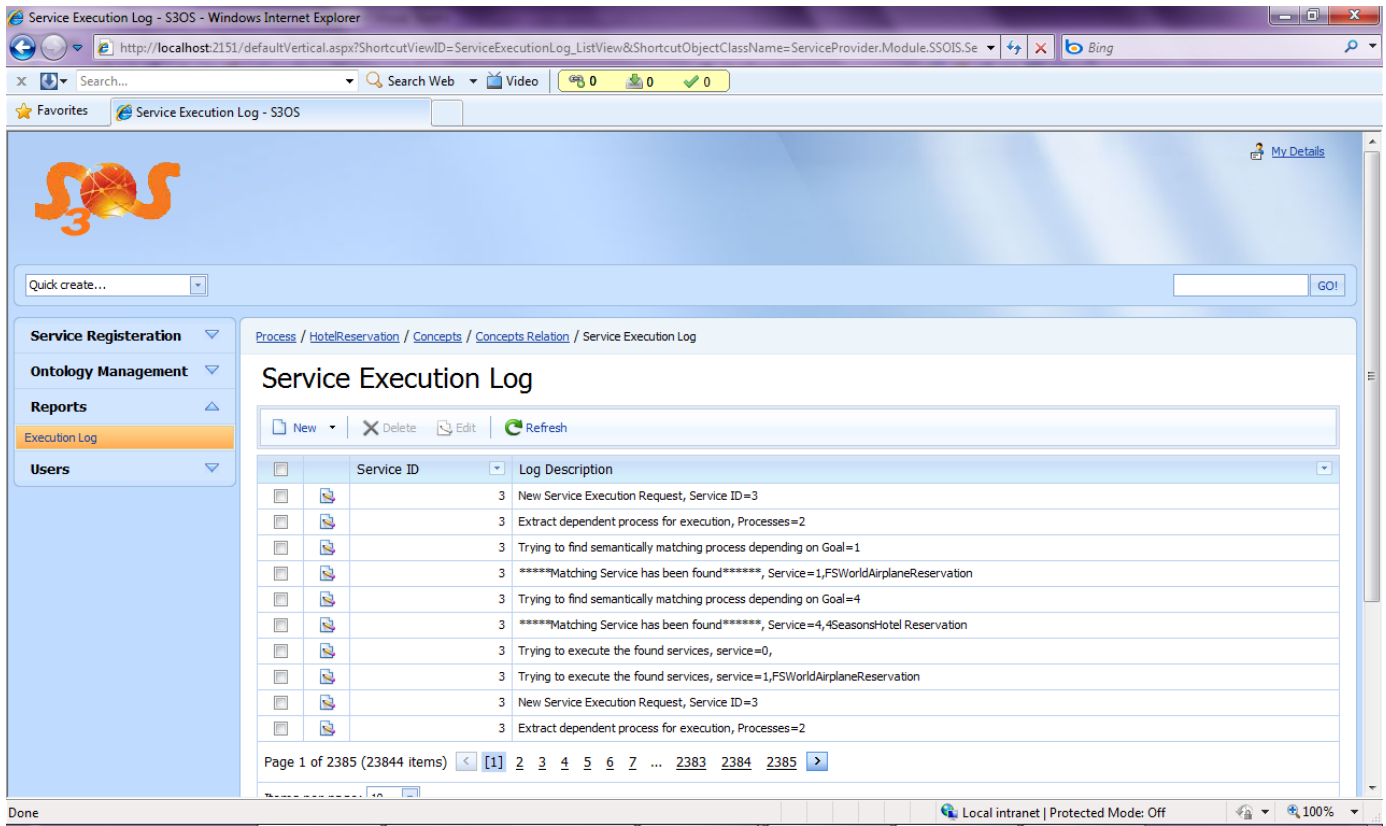 Service Execution Log - S3OS - Windows Internet Explorer
http://localhost:2151/defaultVertical.aspx?ShortcutViewID=ServiceExecutionLog_ListView&ShortcutObjectClassName=ServiceProvider.Module.SSOIS.Se Bing
x Search... Search Web Video 0 0 0
Favorites Service Execution Log - S3OS
My Details
S3OS
Quick create... GO!
Service Registeration
Ontology Management
Reports
Execution Log
Users
Process / HotelReservation / Concepts / Concepts Relation / Service Execution Log
Service Execution Log
New Delete Edit Refresh
Service ID Log Description
3 New Service Execution Request, Service ID=3
3 Extract dependent process for execution, Processes=2
3 Trying to find semantically matching process depending on Goal=1
3 *****Matching Service has been found******, Service=1,FSWorldAirplaneReservation
3 Trying to find semantically matching process depending on Goal=4
3 *****Matching Service has been found******, Service=4,4SeasonsHotel Reservation
3 Trying to execute the found services, service=0,
3 Trying to execute the found services, service=1,FSWorldAirplaneReservation
3 New Service Execution Request, Service ID=3
3 Extract dependent process for execution, Processes=2
Page 1 of 2385 (23844 items) < [1] 2 3 4 5 6 7 ... 2383 2384 2385 >
Items per page: 10
Done Local intranet | Protected Mode: Off 100%